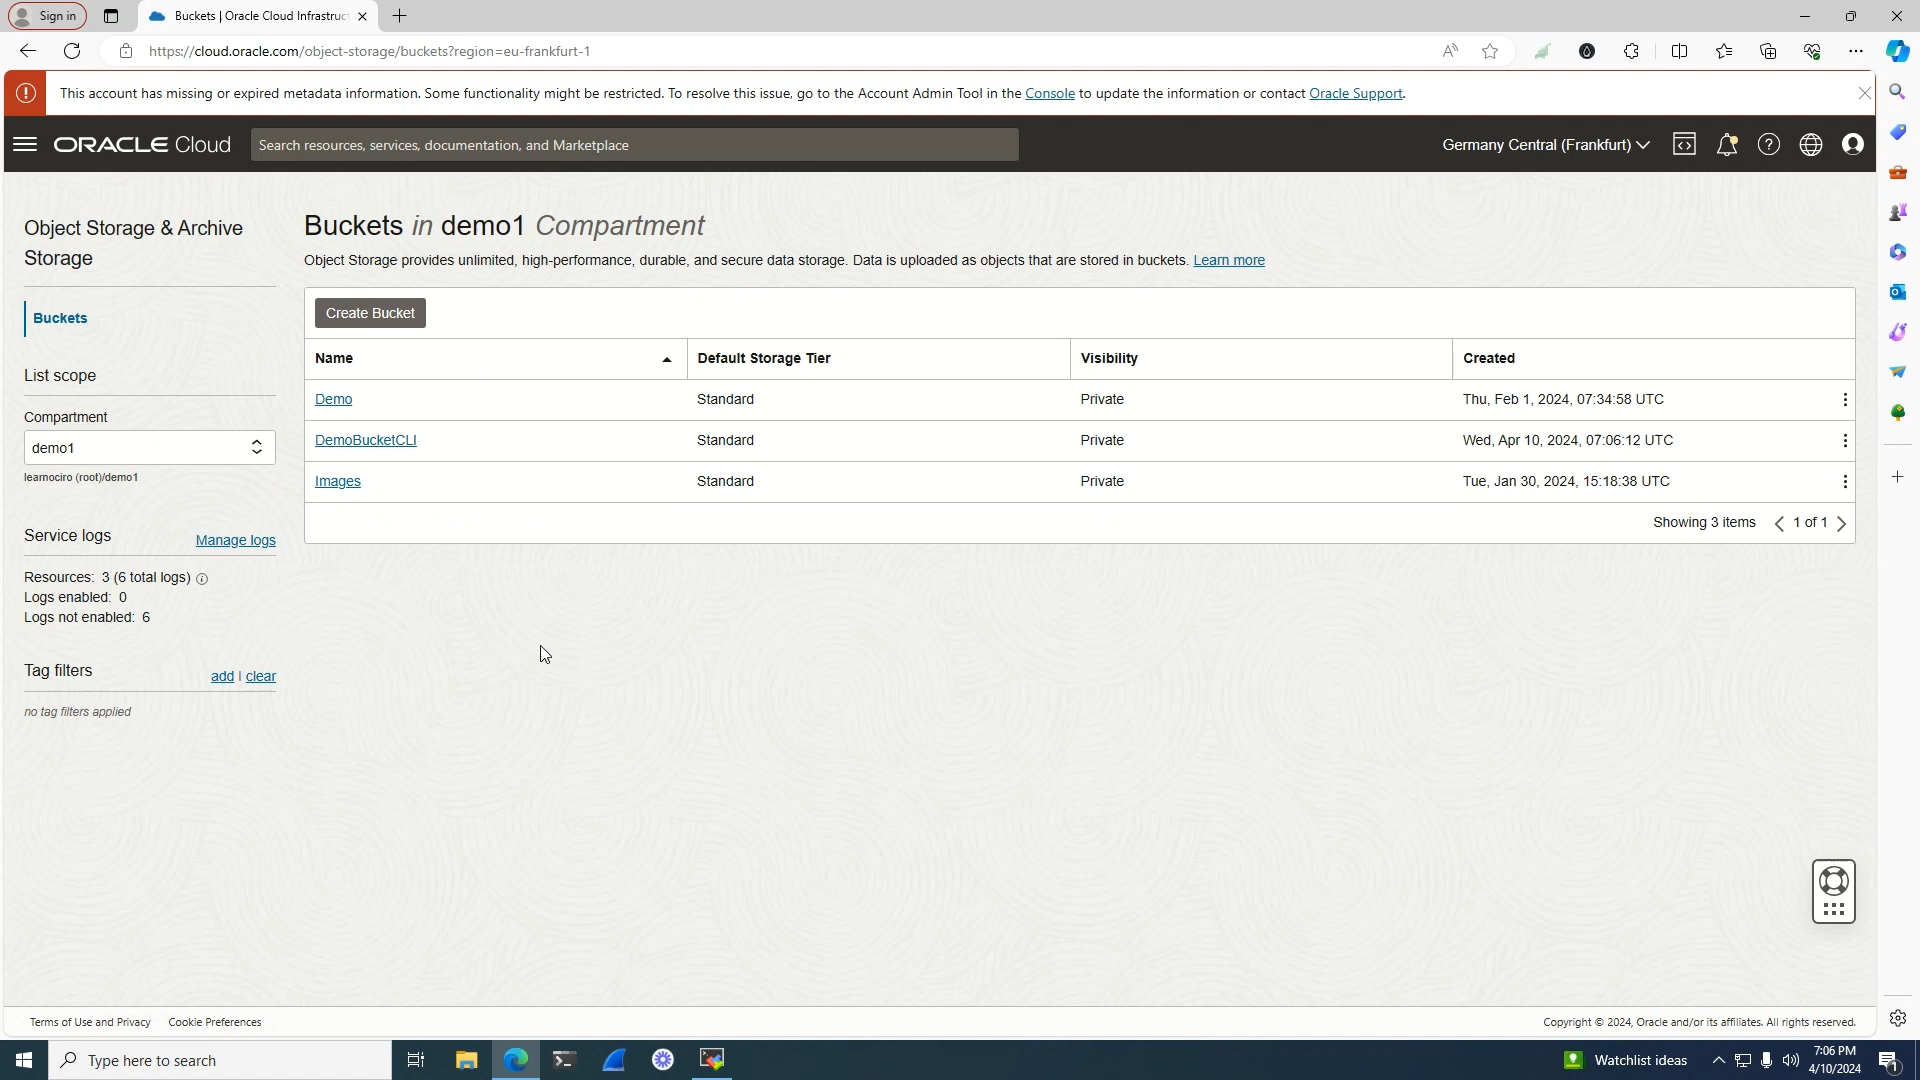 Sign in
Buckets | Oracle Cloud Infrastruc
https://cloud.oracle.com/object-storage/buckets?region=eu-frankfurt-1
This account has missing or expired metadata information. Some functionality might be restricted. To resolve this issue, go to the Account Admin Tool in the Console to update the information or contact Oracle Support.
ORACLE Cloud
Search resources, services, documentation, and Marketplace
Germany Central (Frankfurt)
Object Storage & Archive
Storage
Buckets
List scope
Compartment
demo1
learnociro (root)/demo1
Service logs
Manage logs
Resources: 3 (6 total logs)
Logs enabled: 0
Logs not enabled: 6
Tag filters
add | clear
no tag filters applied
Buckets in demo1 Compartment
Object Storage provides unlimited, high-performance, durable, and secure data storage. Data is uploaded as objects that are stored in buckets. Learn more
Create Bucket
Name Default Storage Tier Visibility Created
Demo Standard Private Thu, Feb 1, 2024, 07:34:58 UTC
DemoBucketCLI Standard Private Wed, Apr 10, 2024, 07:06:12 UTC
Images Standard Private Tue, Jan 30, 2024, 15:18:38 UTC
Showing 3 items 1 of 1
Terms of Use and Privacy Cookie Preferences
Copyright © 2024, Oracle and/or its affiliates. All rights reserved.
Type here to search
Watchlist ideas
7:06 PM
4/10/2024
1